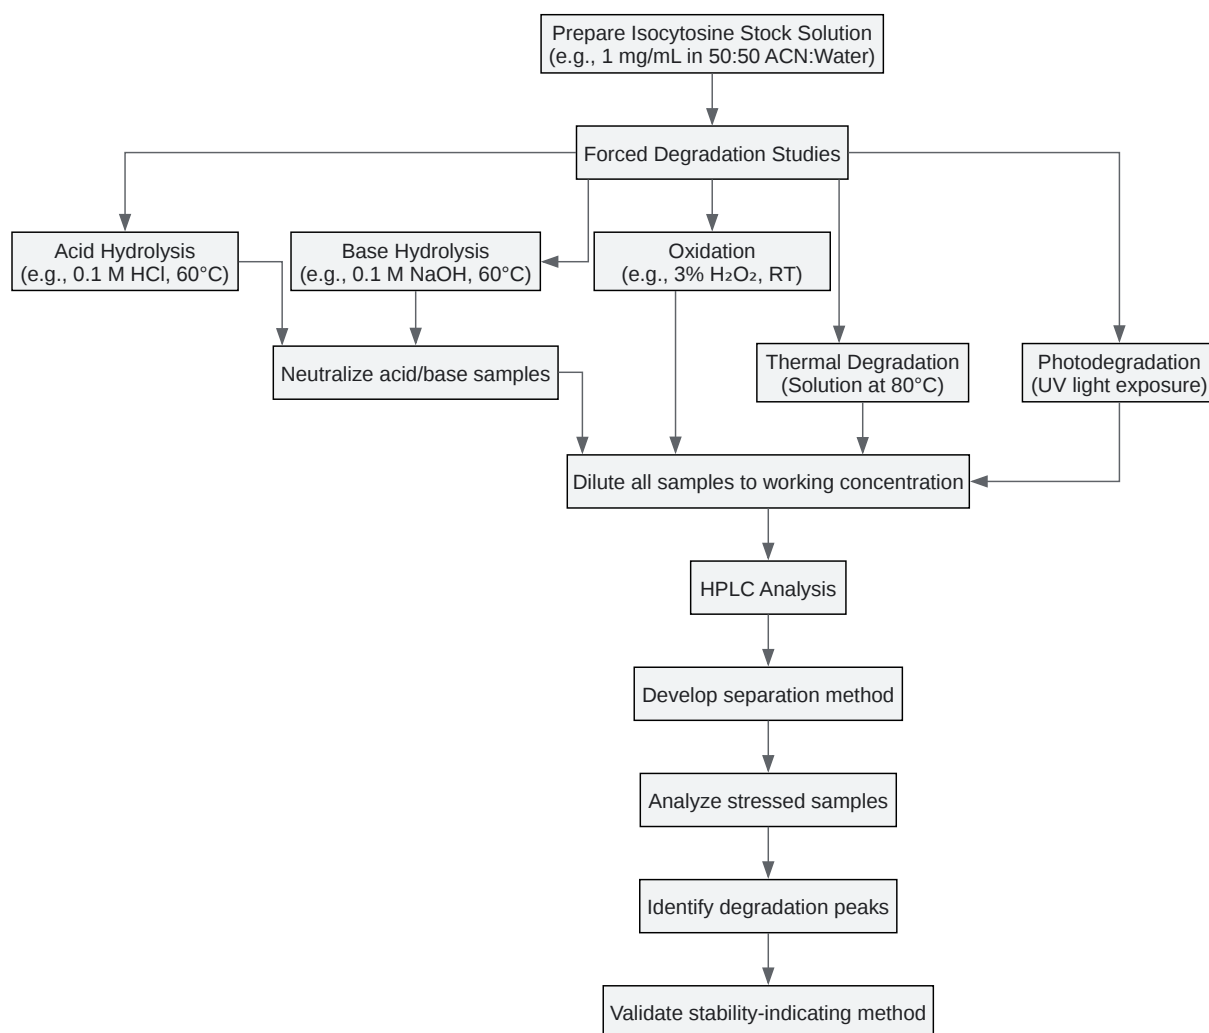 Prepare Isocytosine Stock Solution
(e.g., 1 mg/mL in 50:50 ACN:Water)
Forced Degradation Studies
Acid Hydrolysis
(e.g., 0.1 M HCl, 60°C)
Base Hydrolysis
(e.g., 0.1 M NaOH, 60°C)
Oxidation
(e.g., 3% H₂O₂, RT)
Neutralize acid/base samples
Thermal Degradation
(Solution at 80°C)
Photodegradation
(UV light exposure)
Dilute all samples to working concentration
HPLC Analysis
Develop separation method
Analyze stressed samples
Identify degradation peaks
Validate stability-indicating method